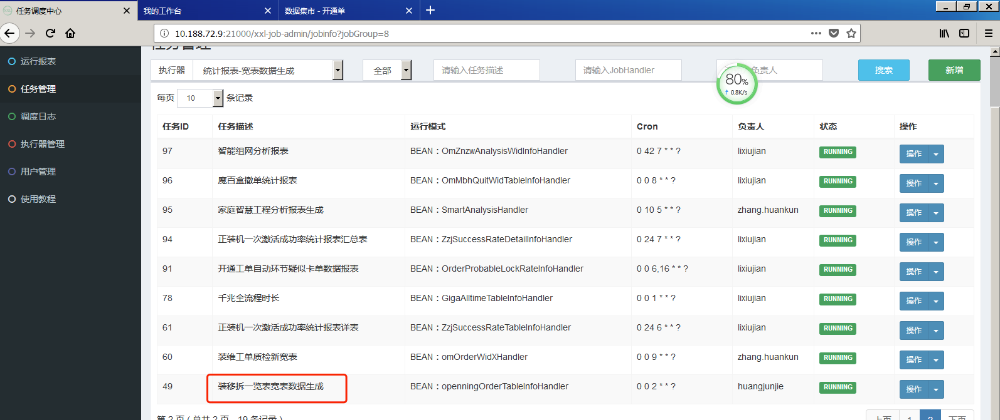 任务调度中心
我的工作台
数据集市 - 开通单
10.188.72.9:21000/xxl-job-admin/jobinfo?jobGroup=8
任务管理
运行报表
任务管理
调度日志
执行器管理
用户管理
使用教程
执行器 统计报表-宽表数据生成 全部 请输入任务描述 请输入JobHandler 负责人 搜索 新增
80%
0.8K/s
每页 10 条记录
任务ID 任务描述 运行模式 Cron 负责人 状态 操作
97 智能组网分析报表 BEAN：OmZnzwAnalysisWidInfoHandler 0 42 7 * * ? lixiujian RUNNING 操作
96 魔百盒撤单统计报表 BEAN：OmMbhQuitWidTableInfoHandler 0 0 8 * * ? lixiujian RUNNING 操作
95 家庭智慧工程分析报表生成 BEAN：SmartAnalysisHandler 0 10 5 * * ? zhang.huankun RUNNING 操作
94 正装机一次激活成功率统计报表汇总表 BEAN：ZzjSuccessRateDetailInfoHandler 0 24 7 * * ? lixiujian RUNNING 操作
91 开通工单自动环节疑似卡单数据报表 BEAN：OrderProbableLockRateInfoHandler 0 0 6,16 * * ? lixiujian RUNNING 操作
78 千兆全流程时长 BEAN：GigaAlltimeTableInfoHandler 0 0 1 * * ? lixiujian RUNNING 操作
61 正装机一次激活成功率统计报表详表 BEAN：ZzjSuccessRateTableInfoHandler 0 24 6 * * ? lixiujian RUNNING 操作
60 装维工单质检新宽表 BEAN：omOrderWidXHandler 0 0 9 * * ? zhang.huankun RUNNING 操作
49 装移拆一览表宽表数据生成 BEAN：openningOrderTableInfoHandler 0 0 2 * * ? huangjunjie RUNNING 操作
第 2 页 ( 总共 2 页，19 条记录 ) 上页 1 2 下页